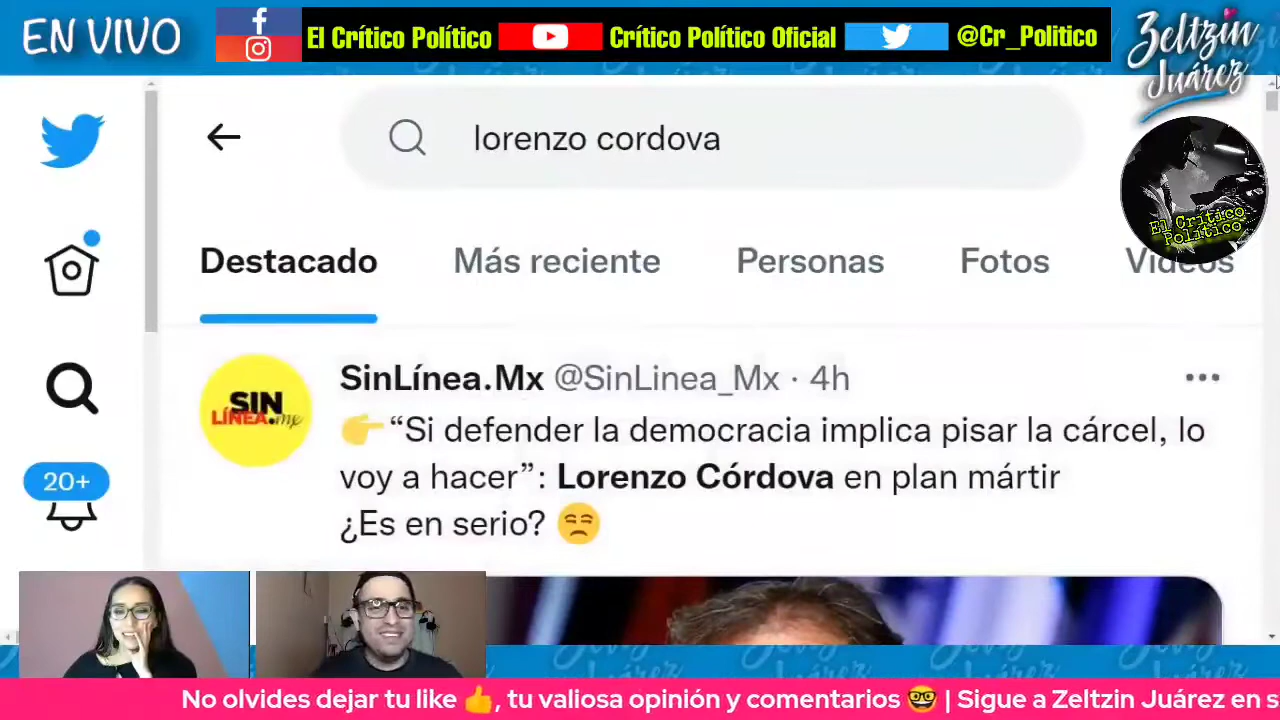 EN VIVO
El Crítico Político
Crítico Político Oficial
@Cr_Politico
Zeltzin
Juárez
lorenzo cordova
El Crítico
Político
Destacado
Más reciente
Personas
Fotos
Videos
SinLínea.Mx @SinLinea_Mx · 4h
SIN
LÍNEA.mx
👉“Si defender la democracia implica pisar la cárcel, lo
voy a hacer”: Lorenzo Córdova en plan mártir
¿Es en serio? 😒
20+
Juárez
Juárez
No olvides dejar tu like 👍, tu valiosa opinión y comentarios 🤓 | Sigue a Zeltzin Juárez en s